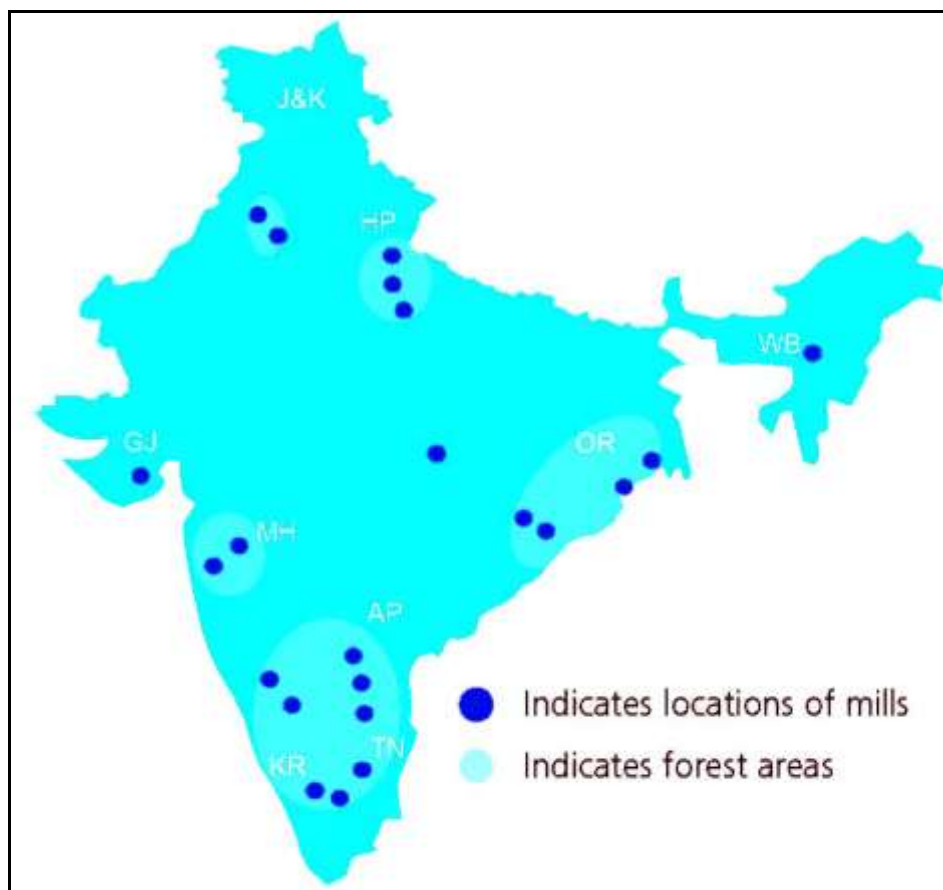 J&K
HP
WB
GJ
OR
MH
AP
TN
KR
Indicates locations of mills
Indicates forest areas